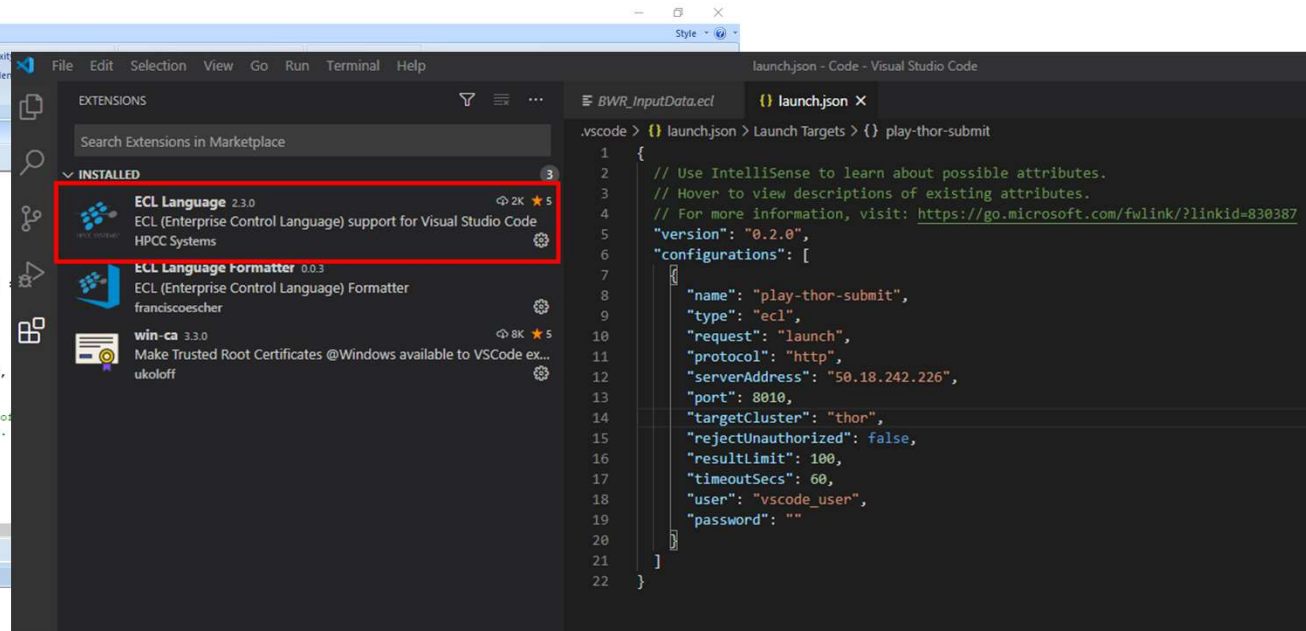 Style
File Edit Selection View Go Run Terminal Help
launch.json - Code - Visual Studio Code
EXTENSIONS
Search Extensions in Marketplace
INSTALLED 3
ECL Language 2.3.0 2K ★ 5
ECL (Enterprise Control Language) support for Visual Studio Code
HPCC Systems
ECL Language Formatter 0.0.3
ECL (Enterprise Control Language) Formatter
franciscoescher
win-ca 3.3.0 8K ★ 5
Make Trusted Root Certificates @Windows available to VSCode ex...
ukoloff
BWR_InputData.ecl
{} launch.json
.vscode > {} launch.json > Launch Targets > {} play-thor-submit
1 {
2 // Use IntelliSense to learn about possible attributes.
3 // Hover to view descriptions of existing attributes.
4 // For more information, visit: https://go.microsoft.com/fwlink/?linkid=830387
5 "version": "0.2.0",
6 "configurations": [
7 {
8 "name": "play-thor-submit",
9 "type": "ecl",
10 "request": "launch",
11 "protocol": "http",
12 "serverAddress": "50.18.242.226",
13 "port": 8010,
14 "targetCluster": "thor",
15 "rejectUnauthorized": false,
16 "resultLimit": 100,
17 "timeoutSecs": 60,
18 "user": "vscode_user",
19 "password": ""
20 }
21 ]
22 }